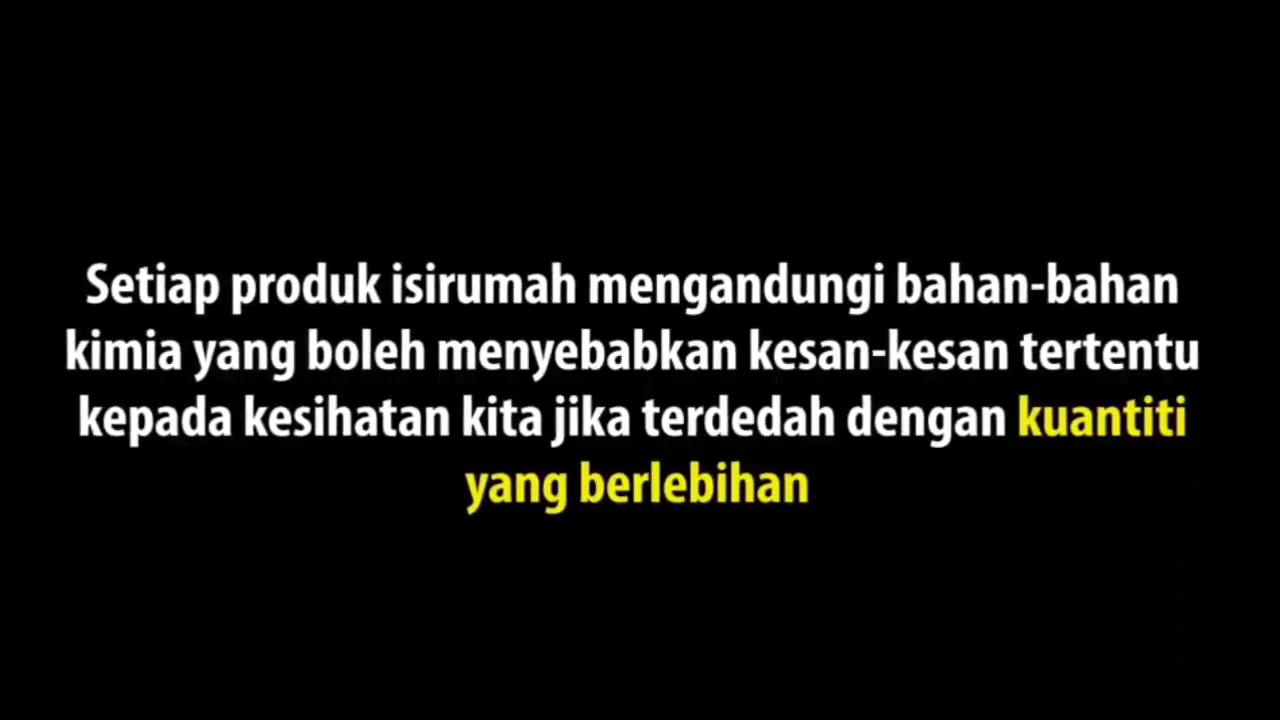 Setiap produk isirumah mengandungi bahan-bahan
kimia yang boleh menyebabkan kesan-kesan tertentu
kepada kesihatan kita jika terdedah dengan kuantiti
yang berlebihan